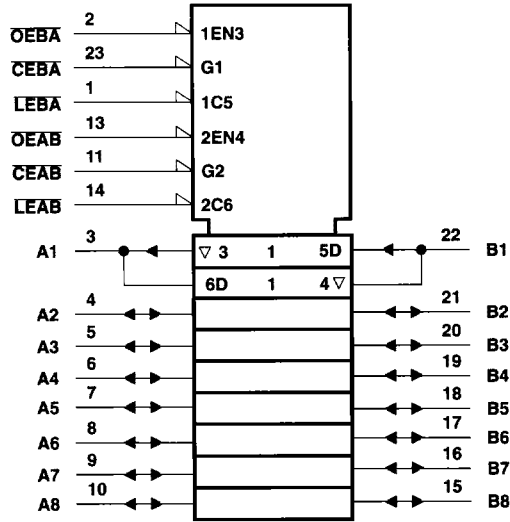 OEBA 2 1EN3
CEBA 23 G1
LEBA 1 1C5
OEAB 13 2EN4
CEAB 11 G2
LEAB 14 2C6
A1 3 ▽ 3 1 5D 22 B1
6D 1 4 ▽
A2 4 21 B2
A3 5 20 B3
A4 6 19 B4
A5 7 18 B5
A6 8 17 B6
A7 9 16 B7
A8 10 15 B8